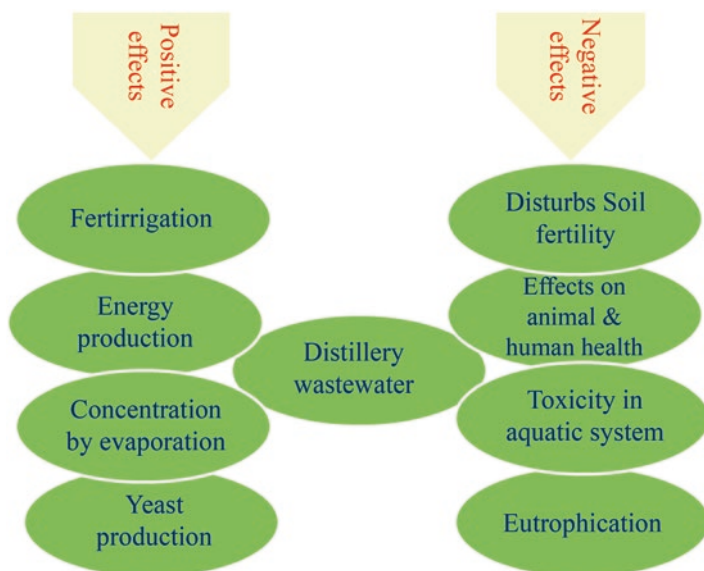 Positive
effects
Negative
effects
Fertirrigation
Energy
production
Concentration
by evaporation
Yeast
production
Distillery
wastewater
Disturbs Soil
fertility
Effects on
animal &
human health
Toxicity in
aquatic system
Eutrophication